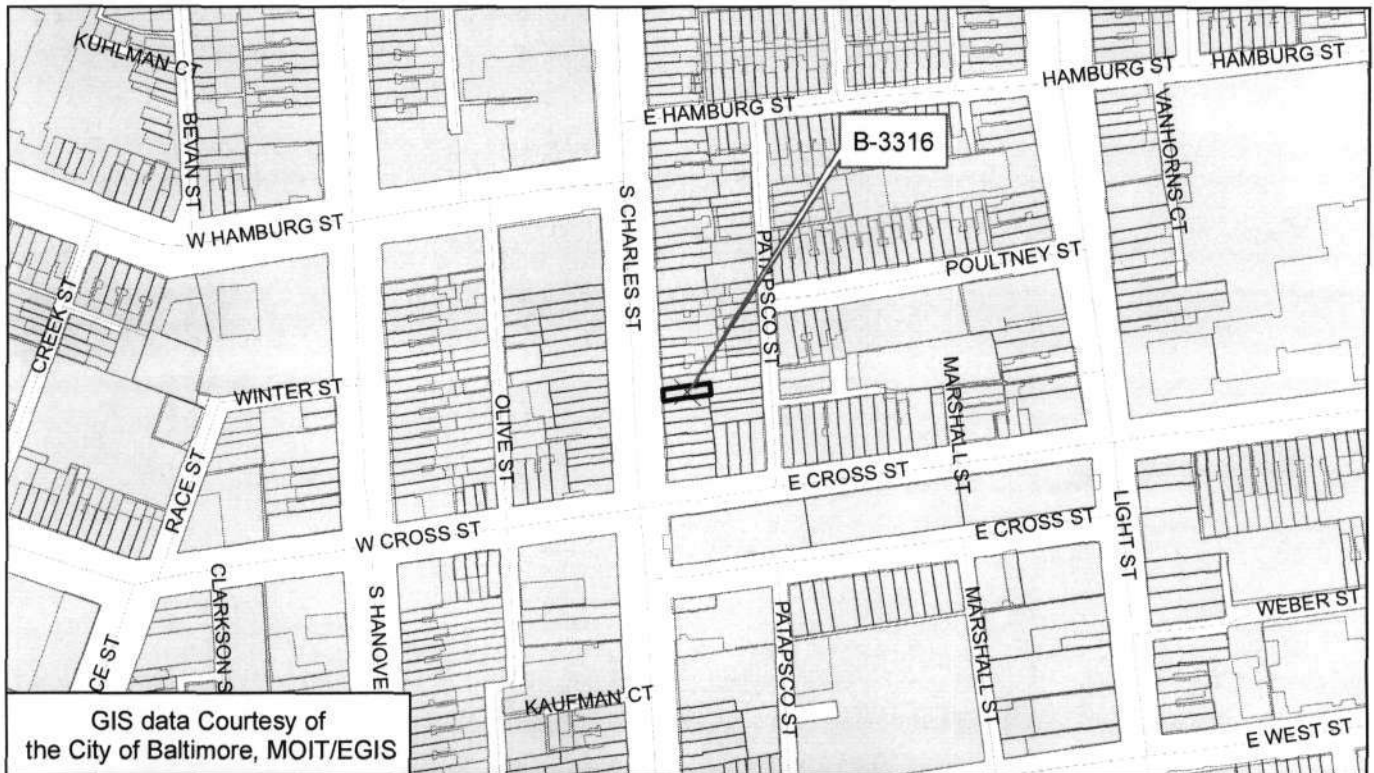 KUHLMAN CT
HAMBURG ST
HAMBURG ST
E HAMBURG ST
BEVAN ST
B-3316
VANHORNS CT
W HAMBURG ST
S CHARLES ST
PATAPSCO ST
POULTNEY ST
CREEK ST
WINTER ST
OLIVE ST
MARSHALL ST
RACE ST
E CROSS ST
W CROSS ST
E CROSS ST
LIGHT ST
CLARKSON S
S HANOVE
PATAPSCO ST
MARSHALL ST
WEBER ST
CE ST
KAUFMAN CT
E WEST ST
GIS data Courtesy of
the City of Baltimore, MOIT/EGIS